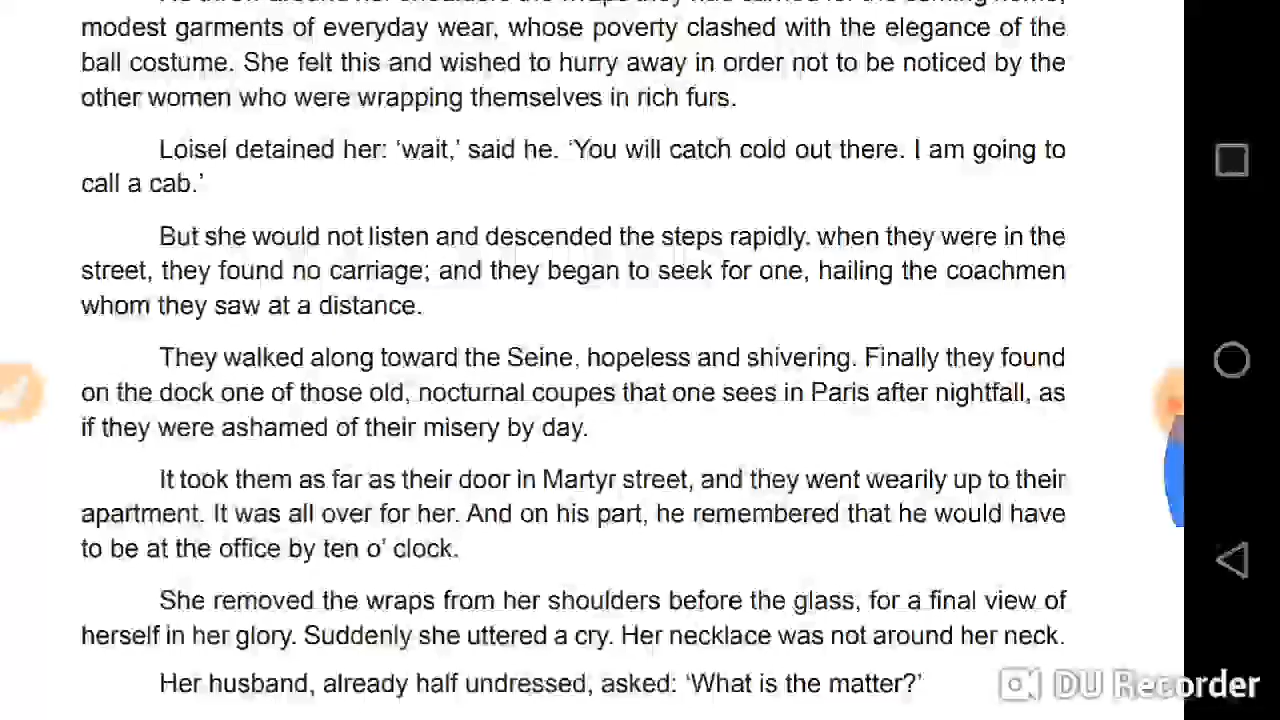 modest garments of everyday wear, whose poverty clashed with the elegance of the
ball costume. She felt this and wished to hurry away in order not to be noticed by the
other women who were wrapping themselves in rich furs.
Loisel detained her: ‘wait,’ said he. ‘You will catch cold out there. I am going to
call a cab.’
But she would not listen and descended the steps rapidly. when they were in the
street, they found no carriage; and they began to seek for one, hailing the coachmen
whom they saw at a distance.
They walked along toward the Seine, hopeless and shivering. Finally they found
on the dock one of those old, nocturnal coupes that one sees in Paris after nightfall, as
if they were ashamed of their misery by day.
It took them as far as their door in Martyr street, and they went wearily up to their
apartment. It was all over for her. And on his part, he remembered that he would have
to be at the office by ten o’ clock.
She removed the wraps from her shoulders before the glass, for a final view of
herself in her glory. Suddenly she uttered a cry. Her necklace was not around her neck.
Her husband, already half undressed, asked: ‘What is the matter?’
DU Recorder